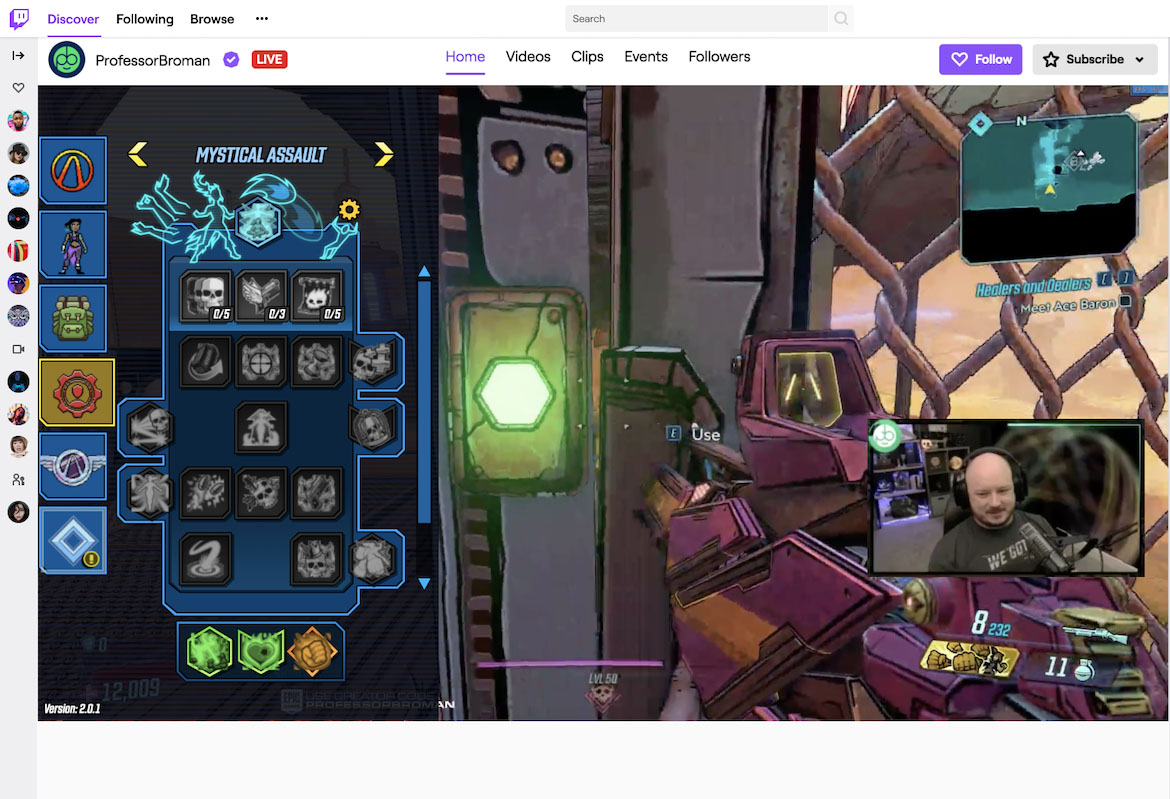 Discover
Following
Browse
Search
ProfessorBroman
LIVE
Home
Videos
Clips
Events
Followers
Follow
Subscribe
MYSTICAL ASSAULT
0/5
0/3
0/5
N
Healers and Dealers
Meet Ace Baron
E Use
WE GOT
8 232
11
LVL 50
0
12,009
EPIC
USE CREATOR CODE
PROFESSORBROMAN
Version: 2.0.1